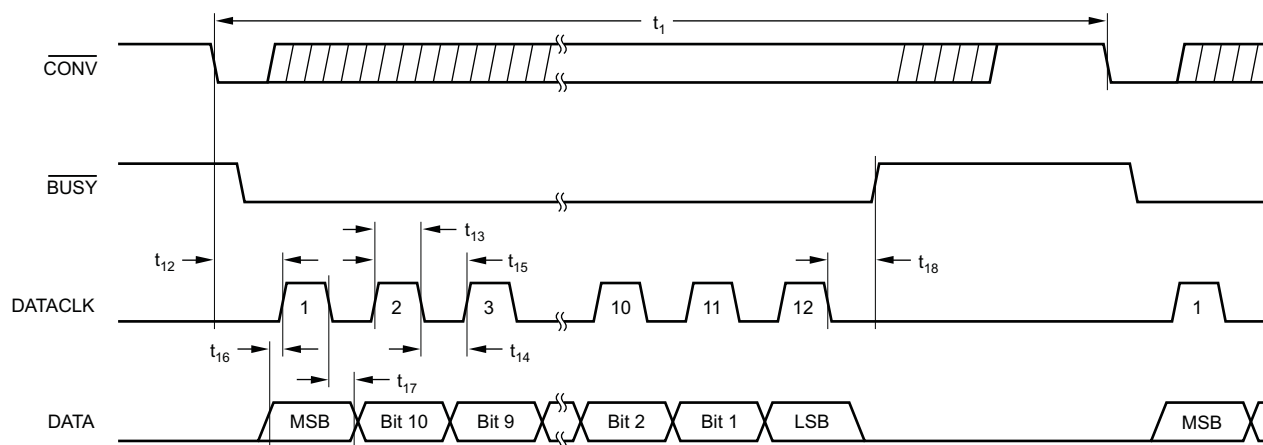 t1
CONV
BUSY
t13
t12
t15
t18
DATACLK
1 2 3 10 11 12 1
t16
t14
t17
DATA
MSB Bit 10 Bit 9 Bit 2 Bit 1 LSB MSB